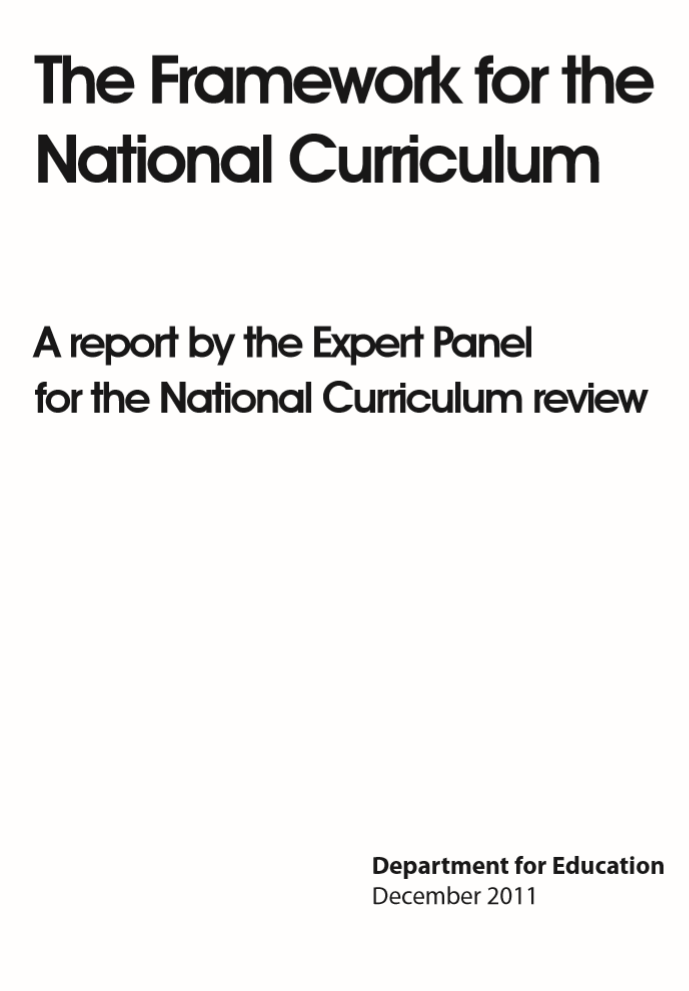 The Framework for the
National Curriculum
A report by the Expert Panel
for the National Curriculum review
Department for Education
December 2011